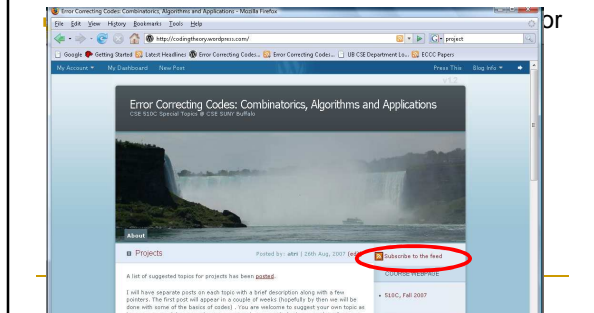 Error Correcting Codes: Combinatorics, Algorithms and Applications - Mozilla Firefox
or
File Edit View History Bookmarks Tools Help
http://codingtheory.wordpress.com/ project
Google Getting Started Latest Headlines Error Correcting Codes... Error Correcting Codes... UB CSE Department Lo... ECCC Papers
My Account My Dashboard New Post Press This Blog Info
v1.2
Error Correcting Codes: Combinatorics, Algorithms and Applications
CSE 510C Special Topics @ CSE SUNY Buffalo
About
Projects Posted by: atri | 26th Aug, 2007
Subscribe to the feed
COURSE WEBPAGE
A list of suggested topics for projects has been posted.
510C, Fall 2007
I will have separate posts on each topic with a brief description along with a few
pointers. The first post will appear in a couple of weeks (hopefully by then we will be
done with some of the basics of codes) . You are welcome to suggest your own topic as